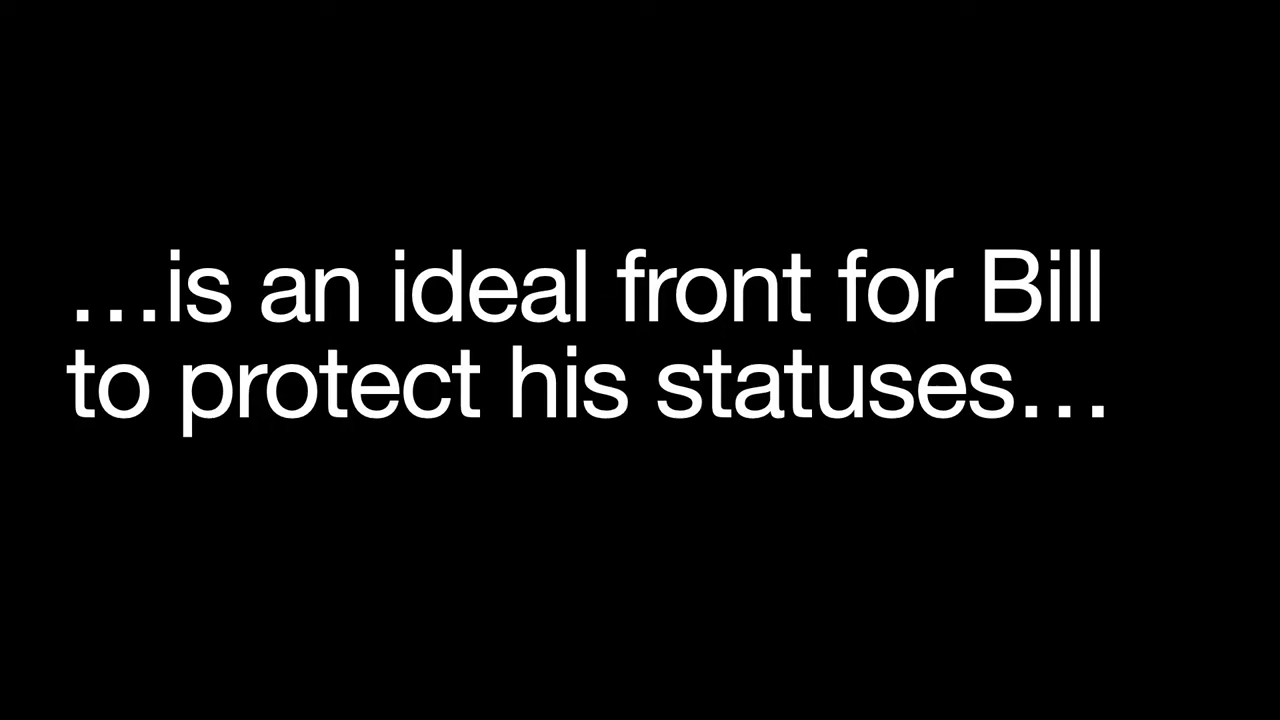 …is an ideal front for Bill
to protect his statuses…